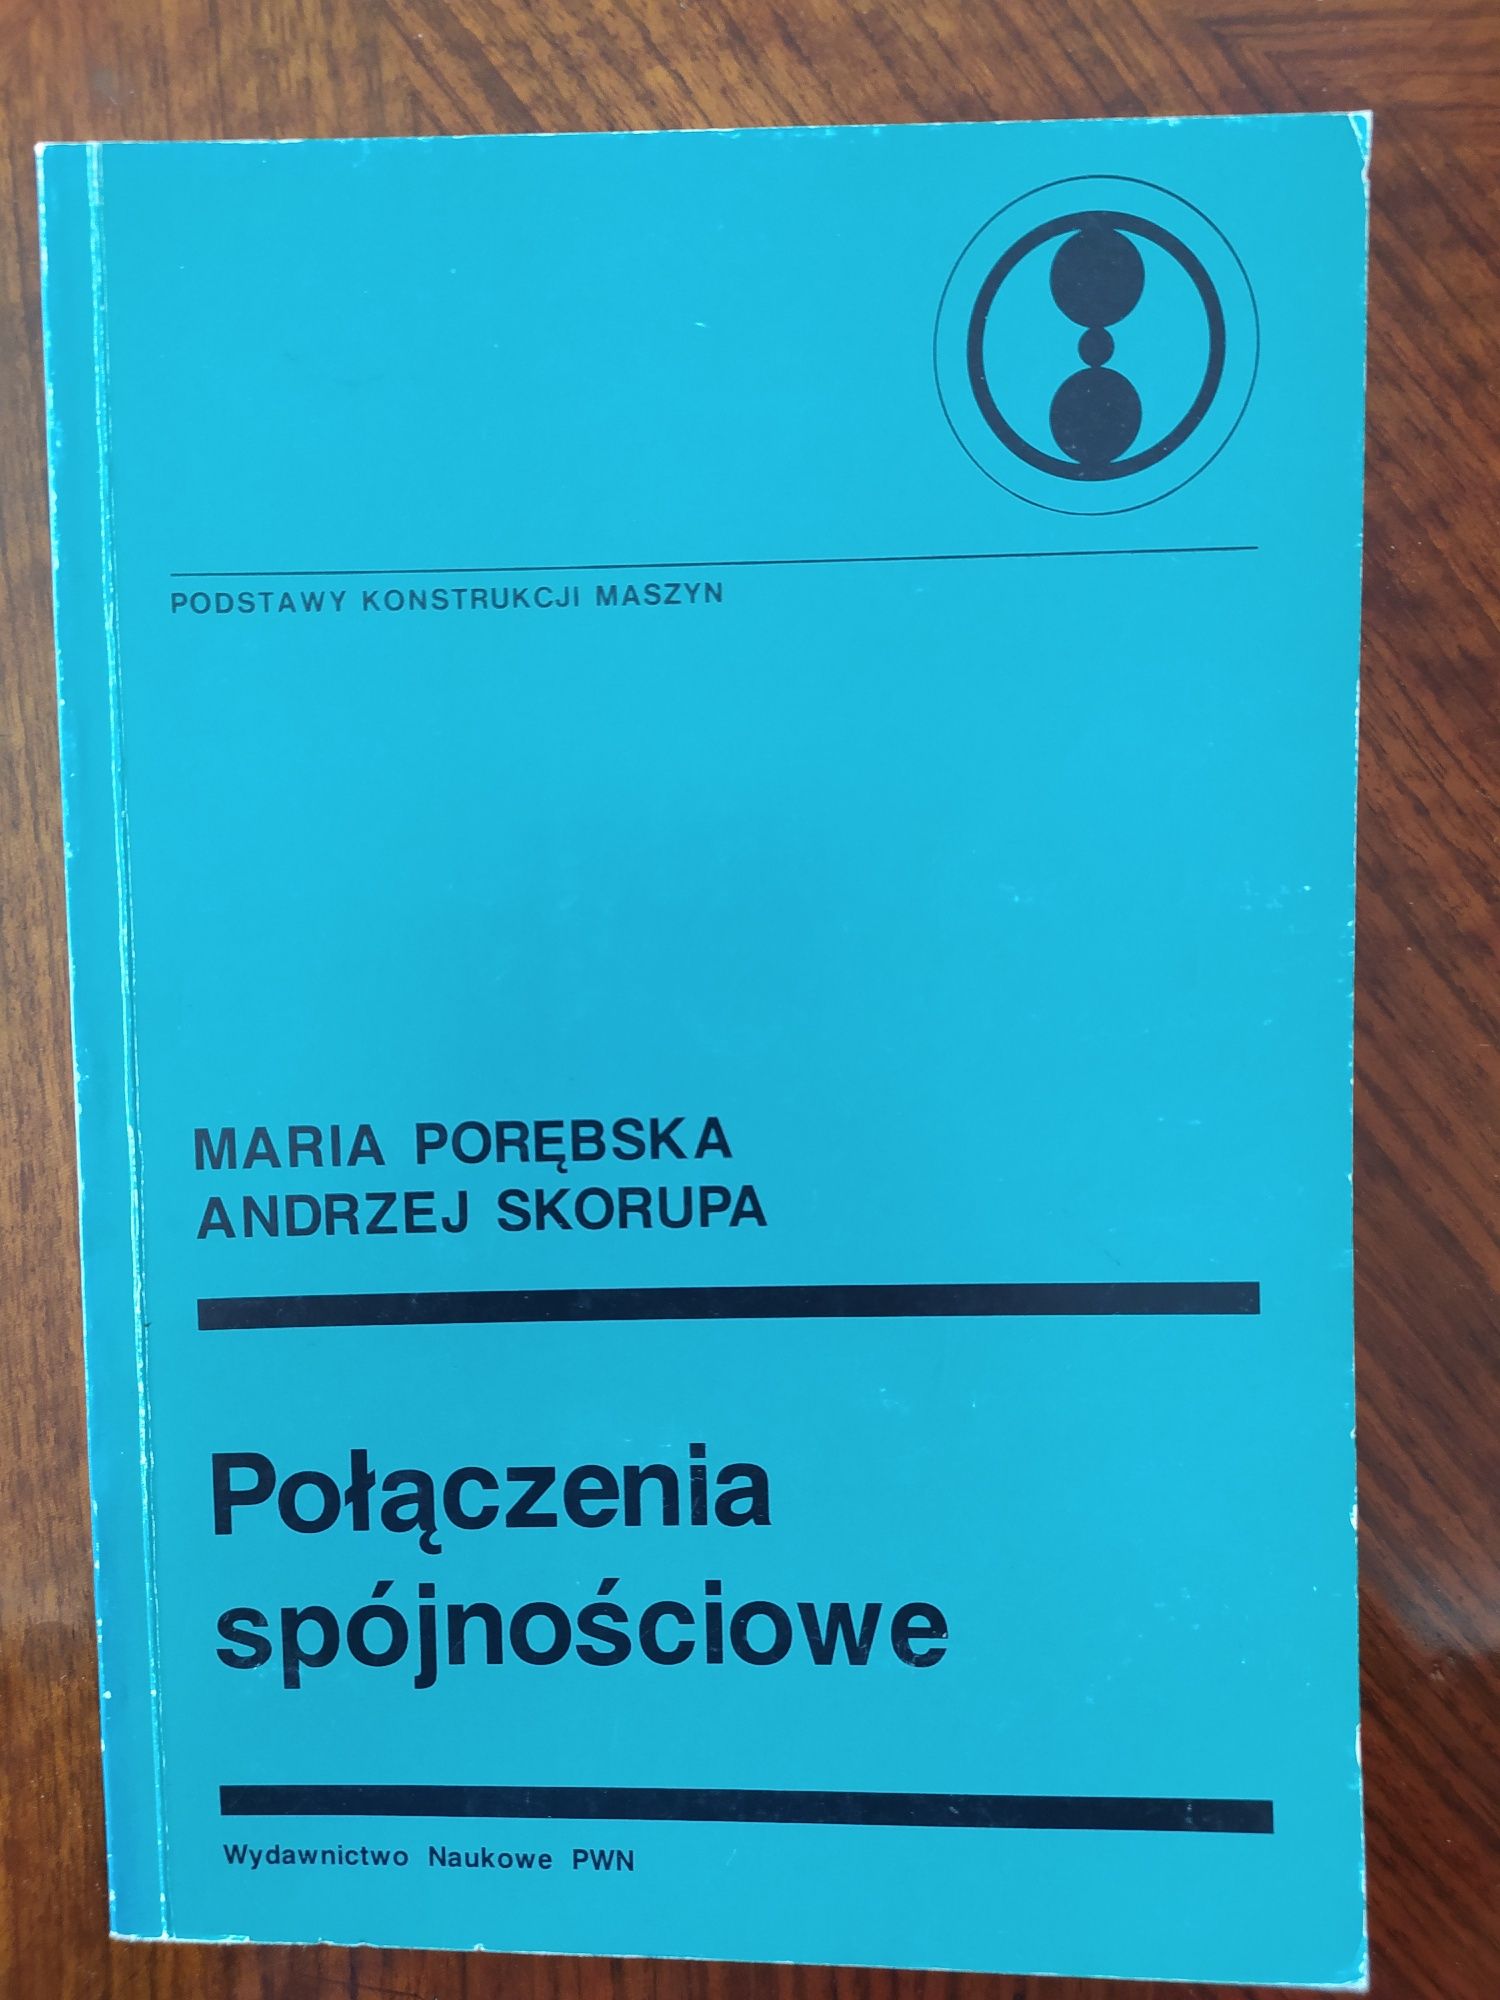 PODSTAWY KONSTRUKCJI MASZYN
MARIA PORĘBSKA
ANDRZEJ SKORUPA
Połączenia
spójnościowe
Wydawnictwo Naukowe PWN